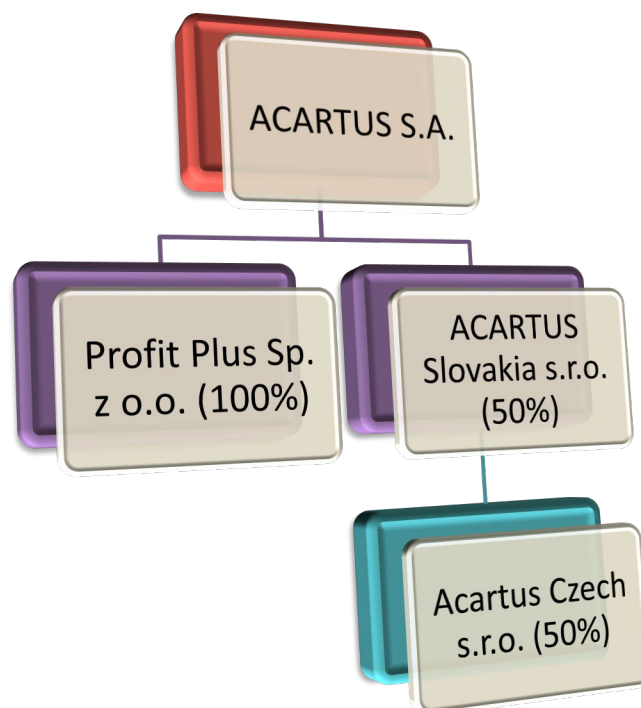 ACARTUS S.A.
Profit Plus Sp.
z o.o. (100%)
ACARTUS
Slovakia s.r.o.
(50%)
Acartus Czech
s.r.o. (50%)